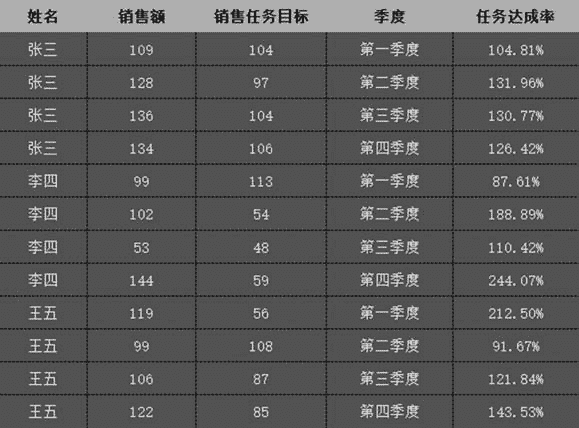 姓名 销售额 销售任务目标 季度 任务达成率
张三 109 104 第一季度 104.81%
张三 128 97 第二季度 131.96%
张三 136 104 第三季度 130.77%
张三 134 106 第四季度 126.42%
李四 99 113 第一季度 87.61%
李四 102 54 第二季度 188.89%
李四 53 48 第三季度 110.42%
李四 144 59 第四季度 244.07%
王五 119 56 第一季度 212.50%
王五 99 108 第二季度 91.67%
王五 106 87 第三季度 121.84%
王五 122 85 第四季度 143.53%